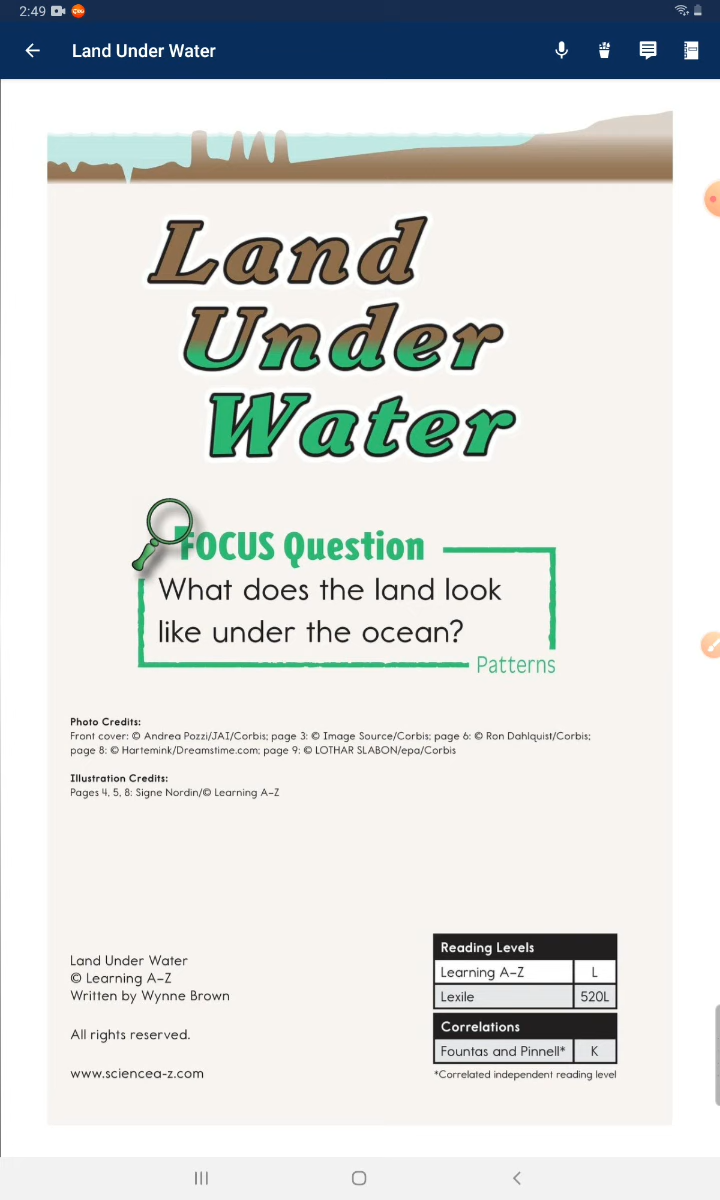 2:49
Land Under Water
Land
Under
Water
FOCUS Question
What does the land look
like under the ocean?
Patterns
Photo Credits:
Front cover: © Andrea Pozzi/JAI/Corbis; page 3: © Image Source/Corbis; page 6: © Ron Dahlquist/Corbis;
page 8: © Hartemink/Dreamstime.com; page 9: © LOTHAR SLABON/epa/Corbis
Illustration Credits:
Pages 4, 5, 8: Signe Nordin/© Learning A–Z
Land Under Water
© Learning A–Z
Written by Wynne Brown
All rights reserved.
www.sciencea-z.com
Reading Levels
Learning A–Z L
Lexile 520L
Correlations
Fountas and Pinnell* K
*Correlated independent reading level